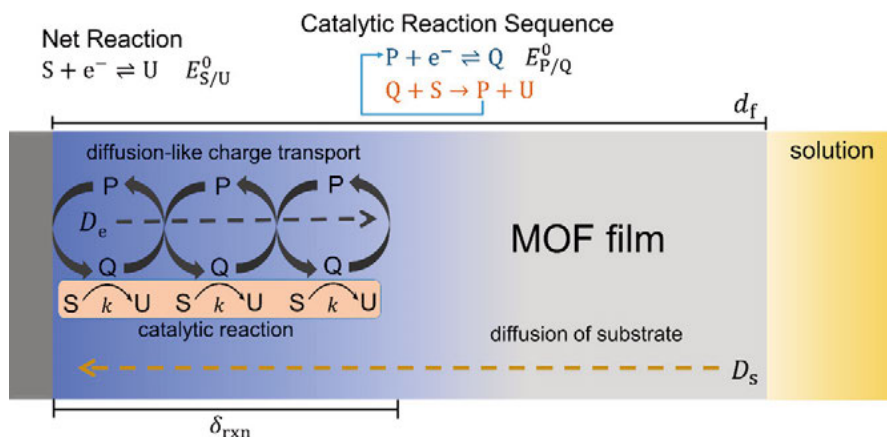 Net Reaction
S + e⁻ ⇌ U E⁰S/U
Catalytic Reaction Sequence
P + e⁻ ⇌ Q E⁰P/Q
Q + S → P + U
df
diffusion-like charge transport
solution
P P P
De
MOF film
Q Q Q
S k U S k U S k U
catalytic reaction
diffusion of substrate
Ds
δrxn